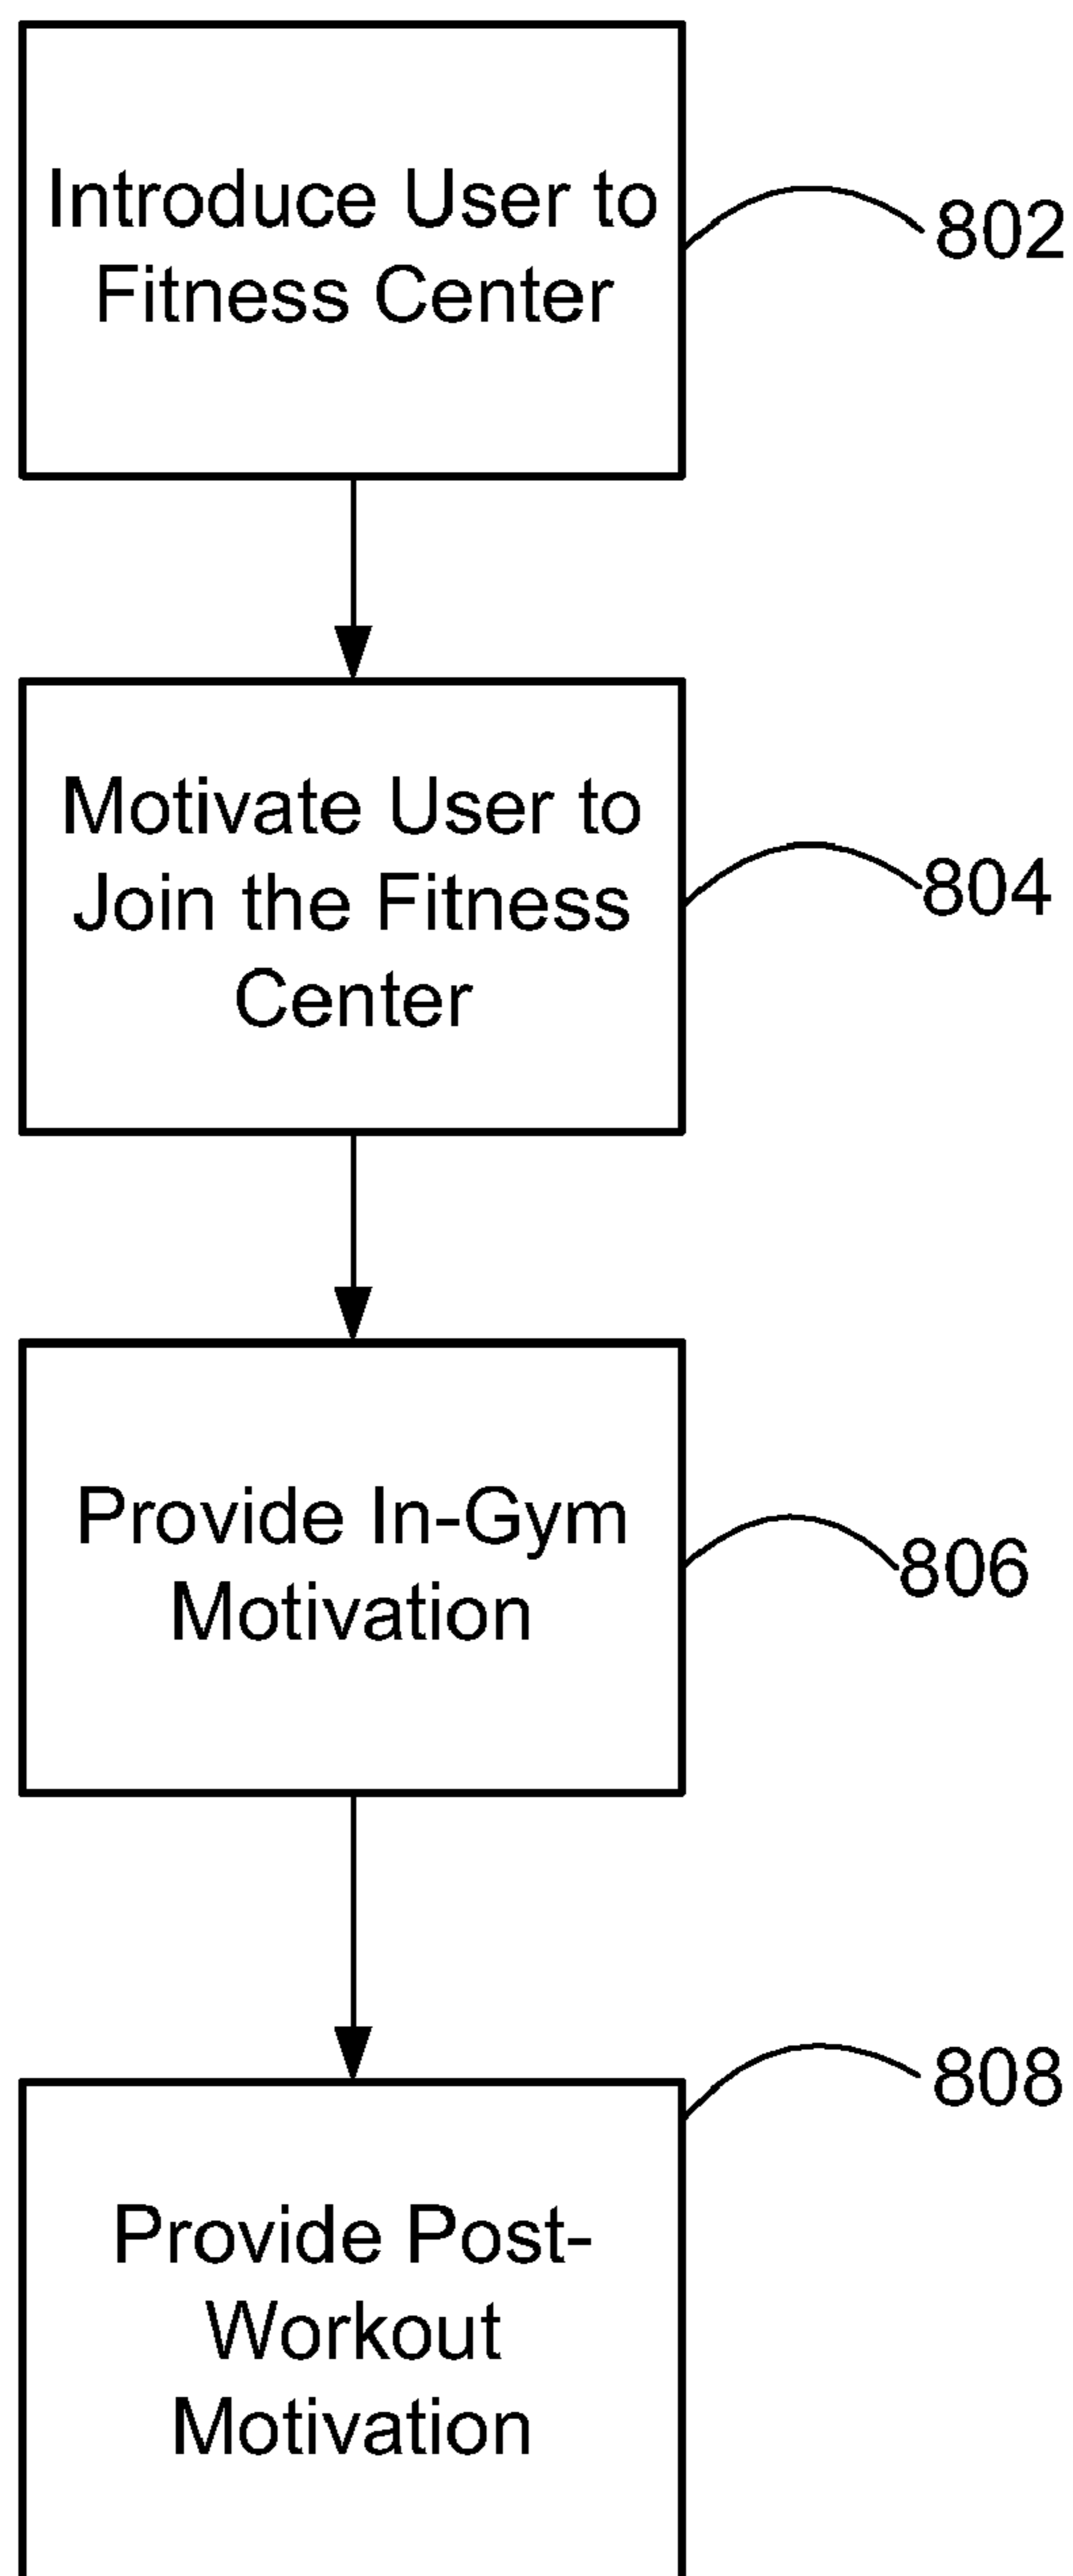 Introduce User to
Fitness Center
802
Motivate User to
Join the Fitness
Center
804
Provide In-Gym
Motivation
806
808
Provide Post-
Workout
Motivation